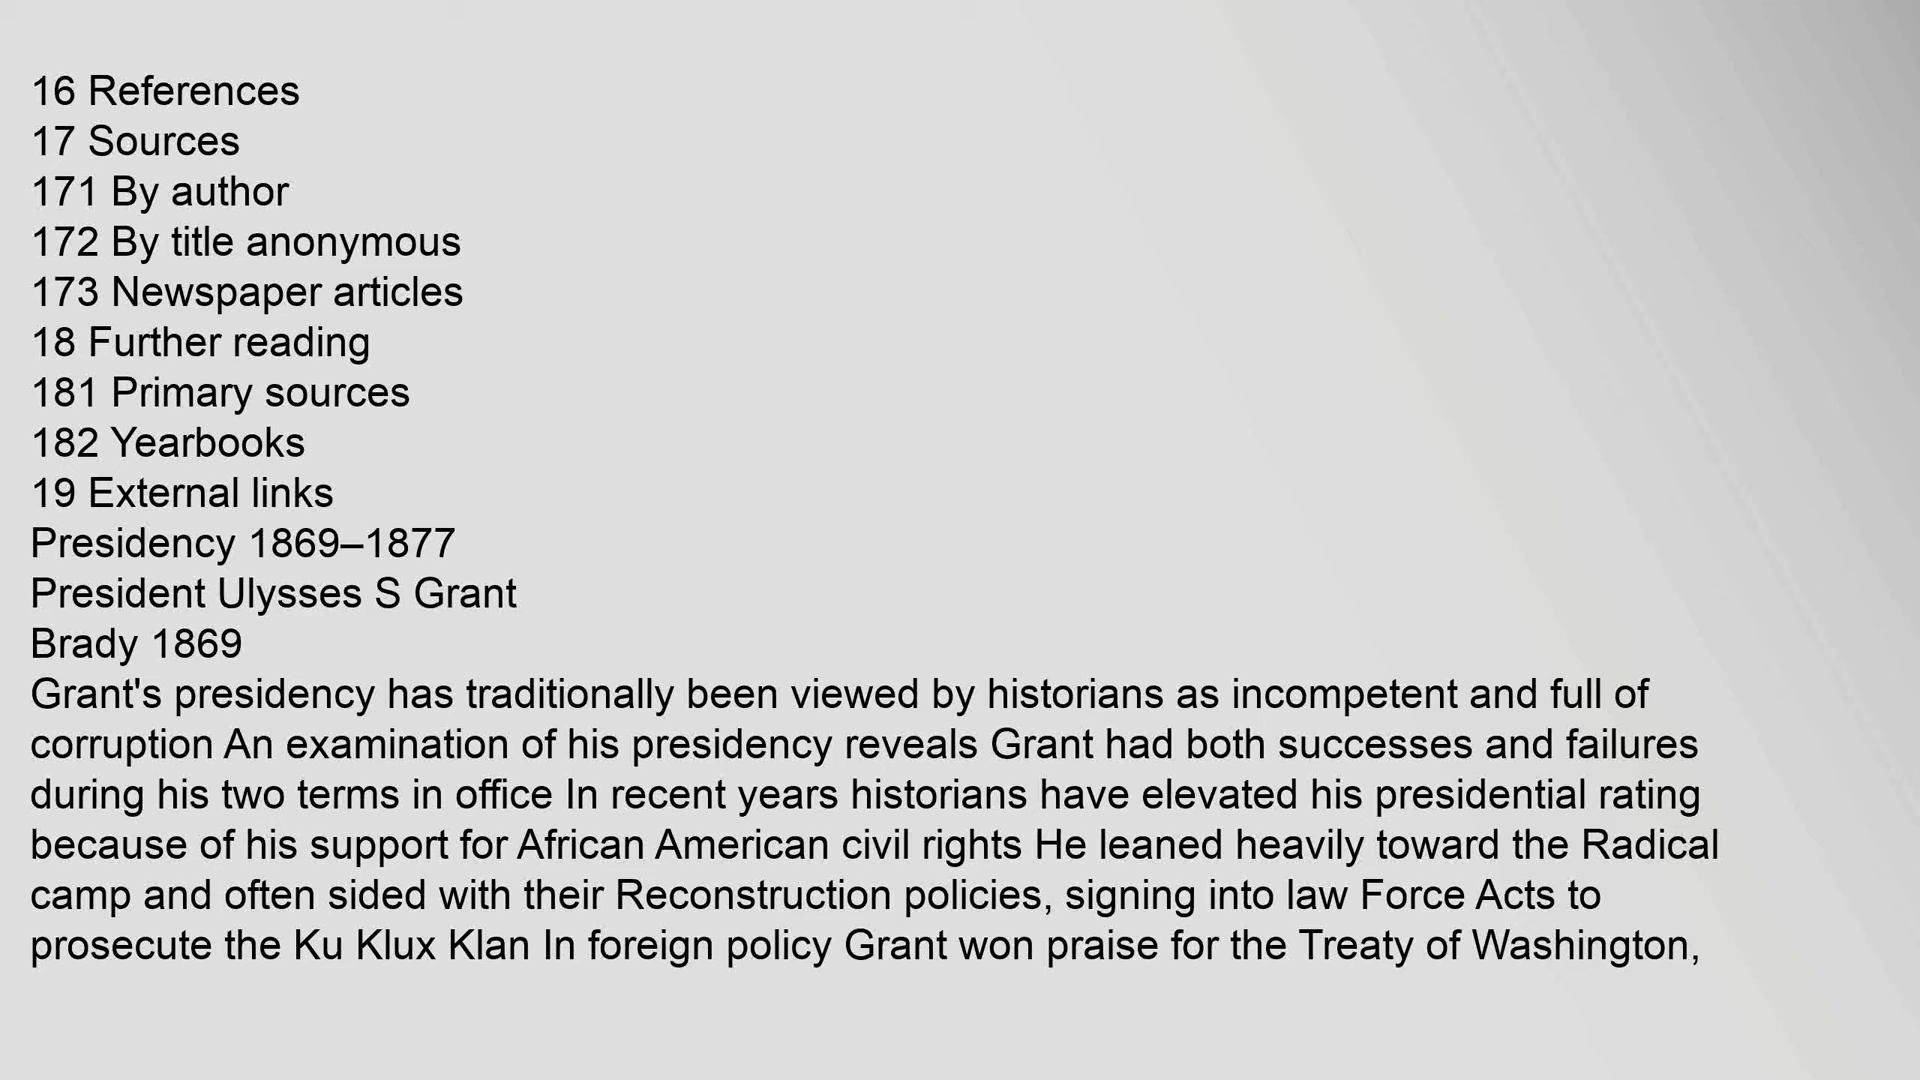 16 References
17 Sources
171 By author
172 By title anonymous
173 Newspaper articles
18 Further reading
181 Primary sources
182 Yearbooks
19 External links
Presidency 1869–1877
President Ulysses S Grant
Brady 1869
Grant's presidency has traditionally been viewed by historians as incompetent and full of
corruption An examination of his presidency reveals Grant had both successes and failures
during his two terms in office In recent years historians have elevated his presidential rating
because of his support for African American civil rights He leaned heavily toward the Radical
camp and often sided with their Reconstruction policies, signing into law Force Acts to
prosecute the Ku Klux Klan In foreign policy Grant won praise for the Treaty of Washington,